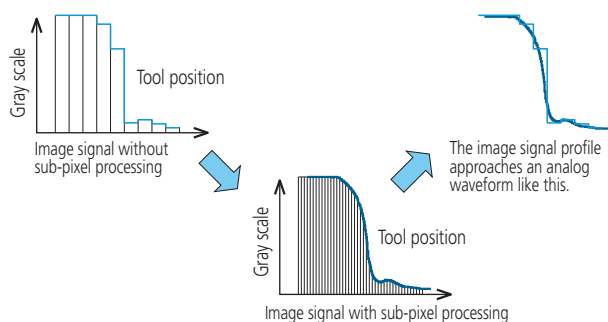 Gray scale
Tool position
Image signal without
sub-pixel processing
The image signal profile
approaches an analog
waveform like this.
Gray scale
Tool position
Image signal with sub-pixel processing